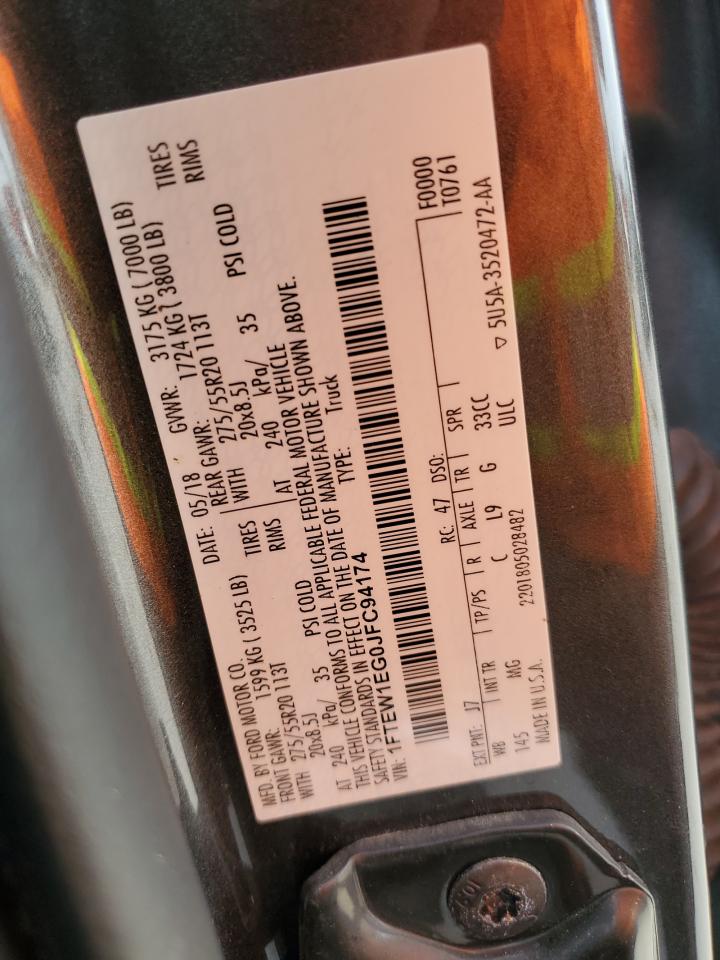 MFD. BY FORD MOTOR CO.
DATE: 05/18 GVWR: 3175 KG ( 7000 LB)
FRONT GAWR: 1599 KG ( 3525 LB) REAR GAWR: 1724 KG ( 3800 LB)
WITH 275/55R20 113T TIRES WITH 275/55R20 113T TIRES
20x8.5J RIMS 20x8.5J RIMS
AT 240 kPa/ 35 PSI COLD AT 240 kPa/ 35 PSI COLD
THIS VEHICLE CONFORMS TO ALL APPLICABLE FEDERAL MOTOR VEHICLE
SAFETY STANDARDS IN EFFECT ON THE DATE OF MANUFACTURE SHOWN ABOVE.
VIN: 1FTEW1EG0JFC94174 TYPE: Truck
F0000
T0761
EXT PNT: J7 RC: 47 DSO:
WB INT TR TP/PS R AXLE TR SPR
145 MG C L9 G 33CC
ULC
MADE IN U.S.A. 2201805028482 ▽ 5U5A-3520472-AA